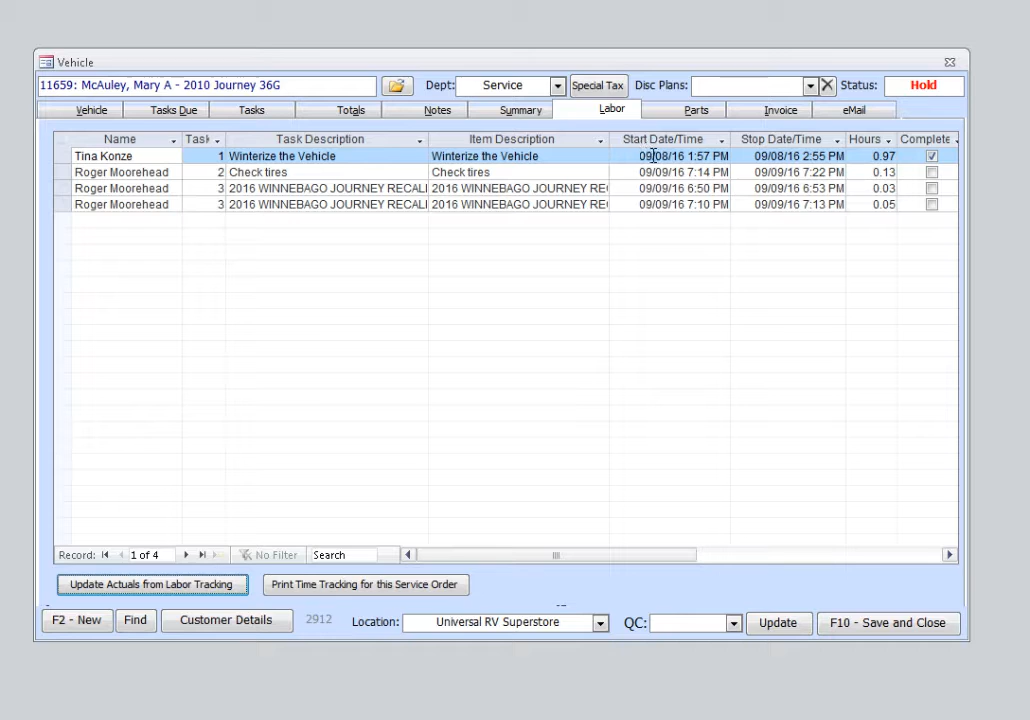 Vehicle
11659: McAuley, Mary A - 2010 Journey 36G Dept: Service Special Tax Disc Plans: Status: Hold
Vehicle Tasks Due Tasks Totals Notes Summary Labor Parts Invoice eMail
Name Task Task Description Item Description Start Date/Time Stop Date/Time Hours Complete
Tina Konze 1 Winterize the Vehicle Winterize the Vehicle 09/08/16 1:57 PM 09/08/16 2:55 PM 0.97
Roger Moorehead 2 Check tires Check tires 09/09/16 7:14 PM 09/09/16 7:22 PM 0.13
Roger Moorehead 3 2016 WINNEBAGO JOURNEY RECALL 2016 WINNEBAGO JOURNEY RE 09/09/16 6:50 PM 09/09/16 6:53 PM 0.03
Roger Moorehead 3 2016 WINNEBAGO JOURNEY RECALL 2016 WINNEBAGO JOURNEY RE 09/09/16 7:10 PM 09/09/16 7:13 PM 0.05
Record: 1 of 4 No Filter Search
Update Actuals from Labor Tracking Print Time Tracking for this Service Order
F2 - New Find Customer Details 2912 Location: Universal RV Superstore QC: Update F10 - Save and Close